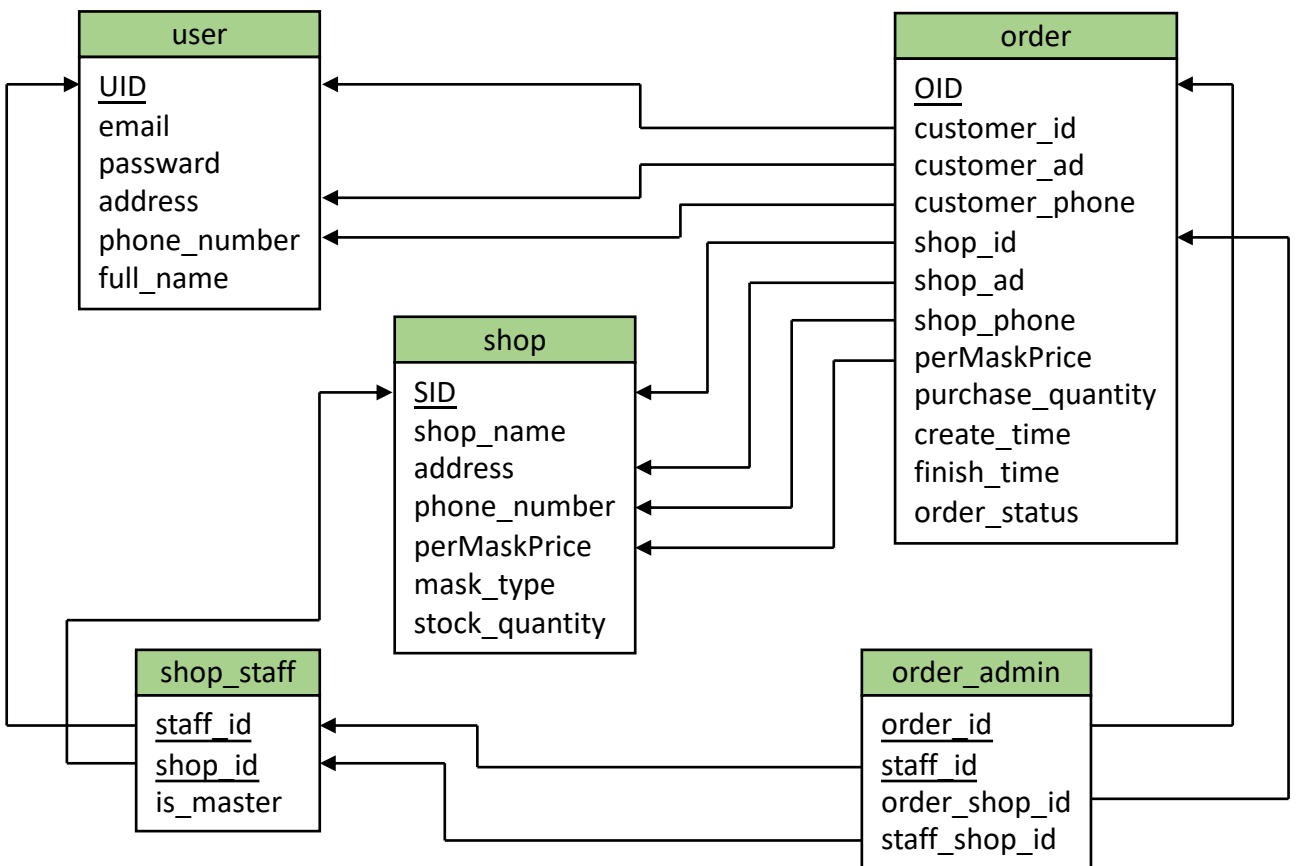 user
UID
email
passward
address
phone_number
full_name
order
OID
customer_id
customer_ad
customer_phone
shop_id
shop_ad
shop_phone
perMaskPrice
purchase_quantity
create_time
finish_time
order_status
shop
SID
shop_name
address
phone_number
perMaskPrice
mask_type
stock_quantity
shop_staff
staff_id
shop_id
is_master
order_admin
order_id
staff_id
order_shop_id
staff_shop_id